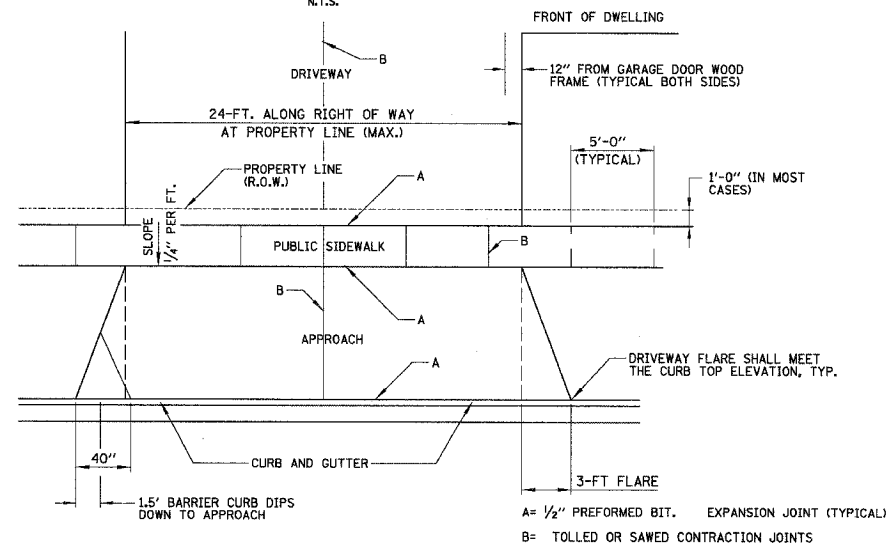 N.T.S.
FRONT OF DWELLING
B
DRIVEWAY
12" FROM GARAGE DOOR WOOD
FRAME (TYPICAL BOTH SIDES)
24-FT. ALONG RIGHT OF WAY
AT PROPERTY LINE (MAX.)
5'-0"
(TYPICAL)
PROPERTY LINE
(R.O.W.)
A
1'-0" (IN MOST
CASES)
SLOPE
1/4" PER FT.
PUBLIC SIDEWALK
B
B
A
APPROACH
A
DRIVEWAY FLARE SHALL MEET
THE CURB TOP ELEVATION, TYP.
40"
CURB AND GUTTER
3-FT FLARE
1.5' BARRIER CURB DIPS
DOWN TO APPROACH
A= 1/2" PREFORMED BIT. EXPANSION JOINT (TYPICAL)
B= TOLLED OR SAWED CONTRACTION JOINTS